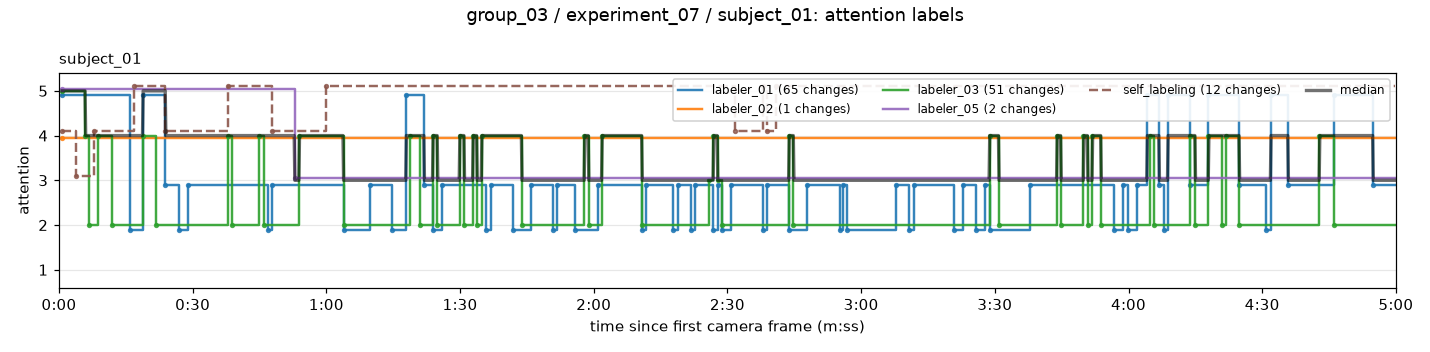 group_03 / experiment_07 / subject_01: attention labels
subject_01
labeler_01 (65 changes)
labeler_02 (1 changes)
labeler_03 (51 changes)
labeler_05 (2 changes)
self_labeling (12 changes)
median
attention
5
4
3
2
1
0:00 0:30 1:00 1:30 2:00 2:30 3:00 3:30 4:00 4:30 5:00
time since first camera frame (m:ss)